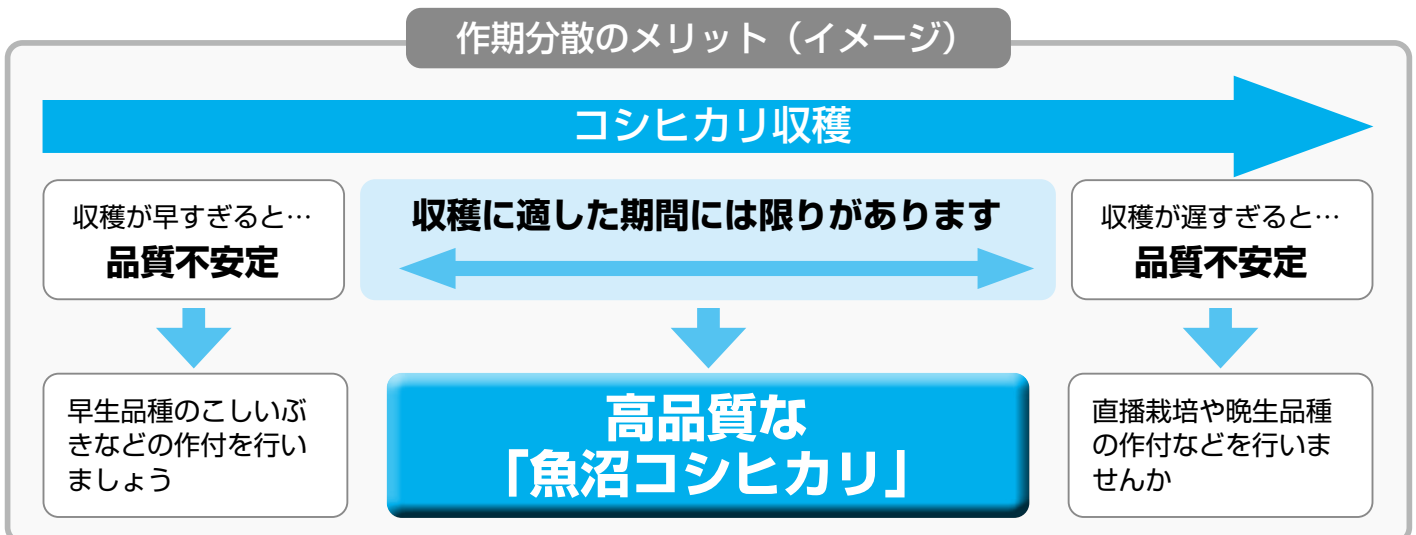 作期分散のメリット（イメージ）
コシヒカリ収穫
収穫が早すぎると…
品質不安定
収穫に適した期間には限りがあります
収穫が遅すぎると…
品質不安定
早生品種のこしいぶ
きなどの作付を行い
ましょう
高品質な
「魚沼コシヒカリ」
直播栽培や晩生品種
の作付などを行いま
せんか